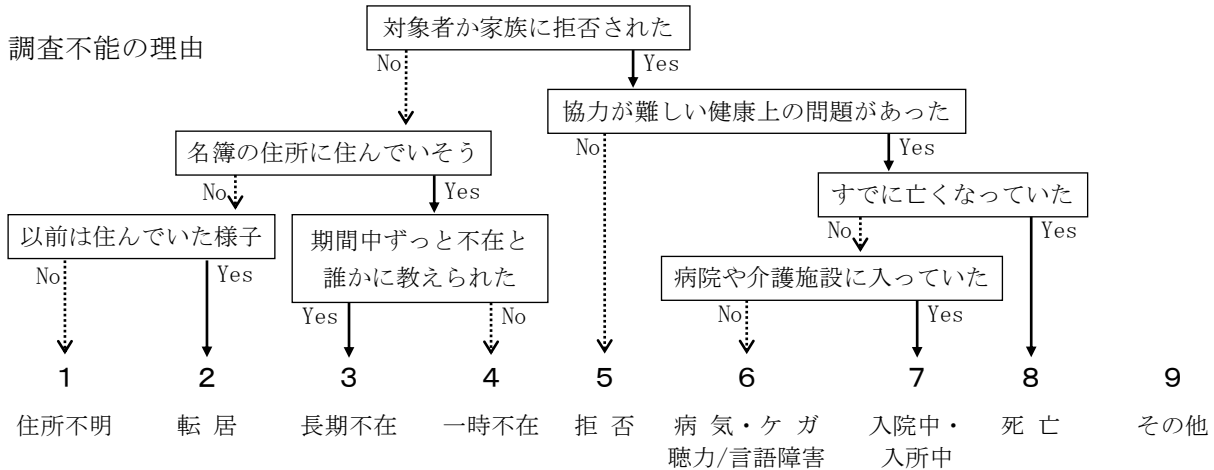 調査不能の理由
対象者か家族に拒否された
No
Yes
協力が難しい健康上の問題があった
名簿の住所に住んでいそう
No
Yes
No
Yes
すでに亡くなっていた
以前は住んでいた様子
期間中ずっと不在と
誰かに教えられた
No
Yes
病院や介護施設に入っていた
No
Yes
Yes
No
No
Yes
1
2
3
4
5
6
7
8
9
住所不明
転 居
長期不在
一時不在
拒 否
病 気・ケ ガ
聴力/言語障害
入院中・
入所中
死 亡
その他